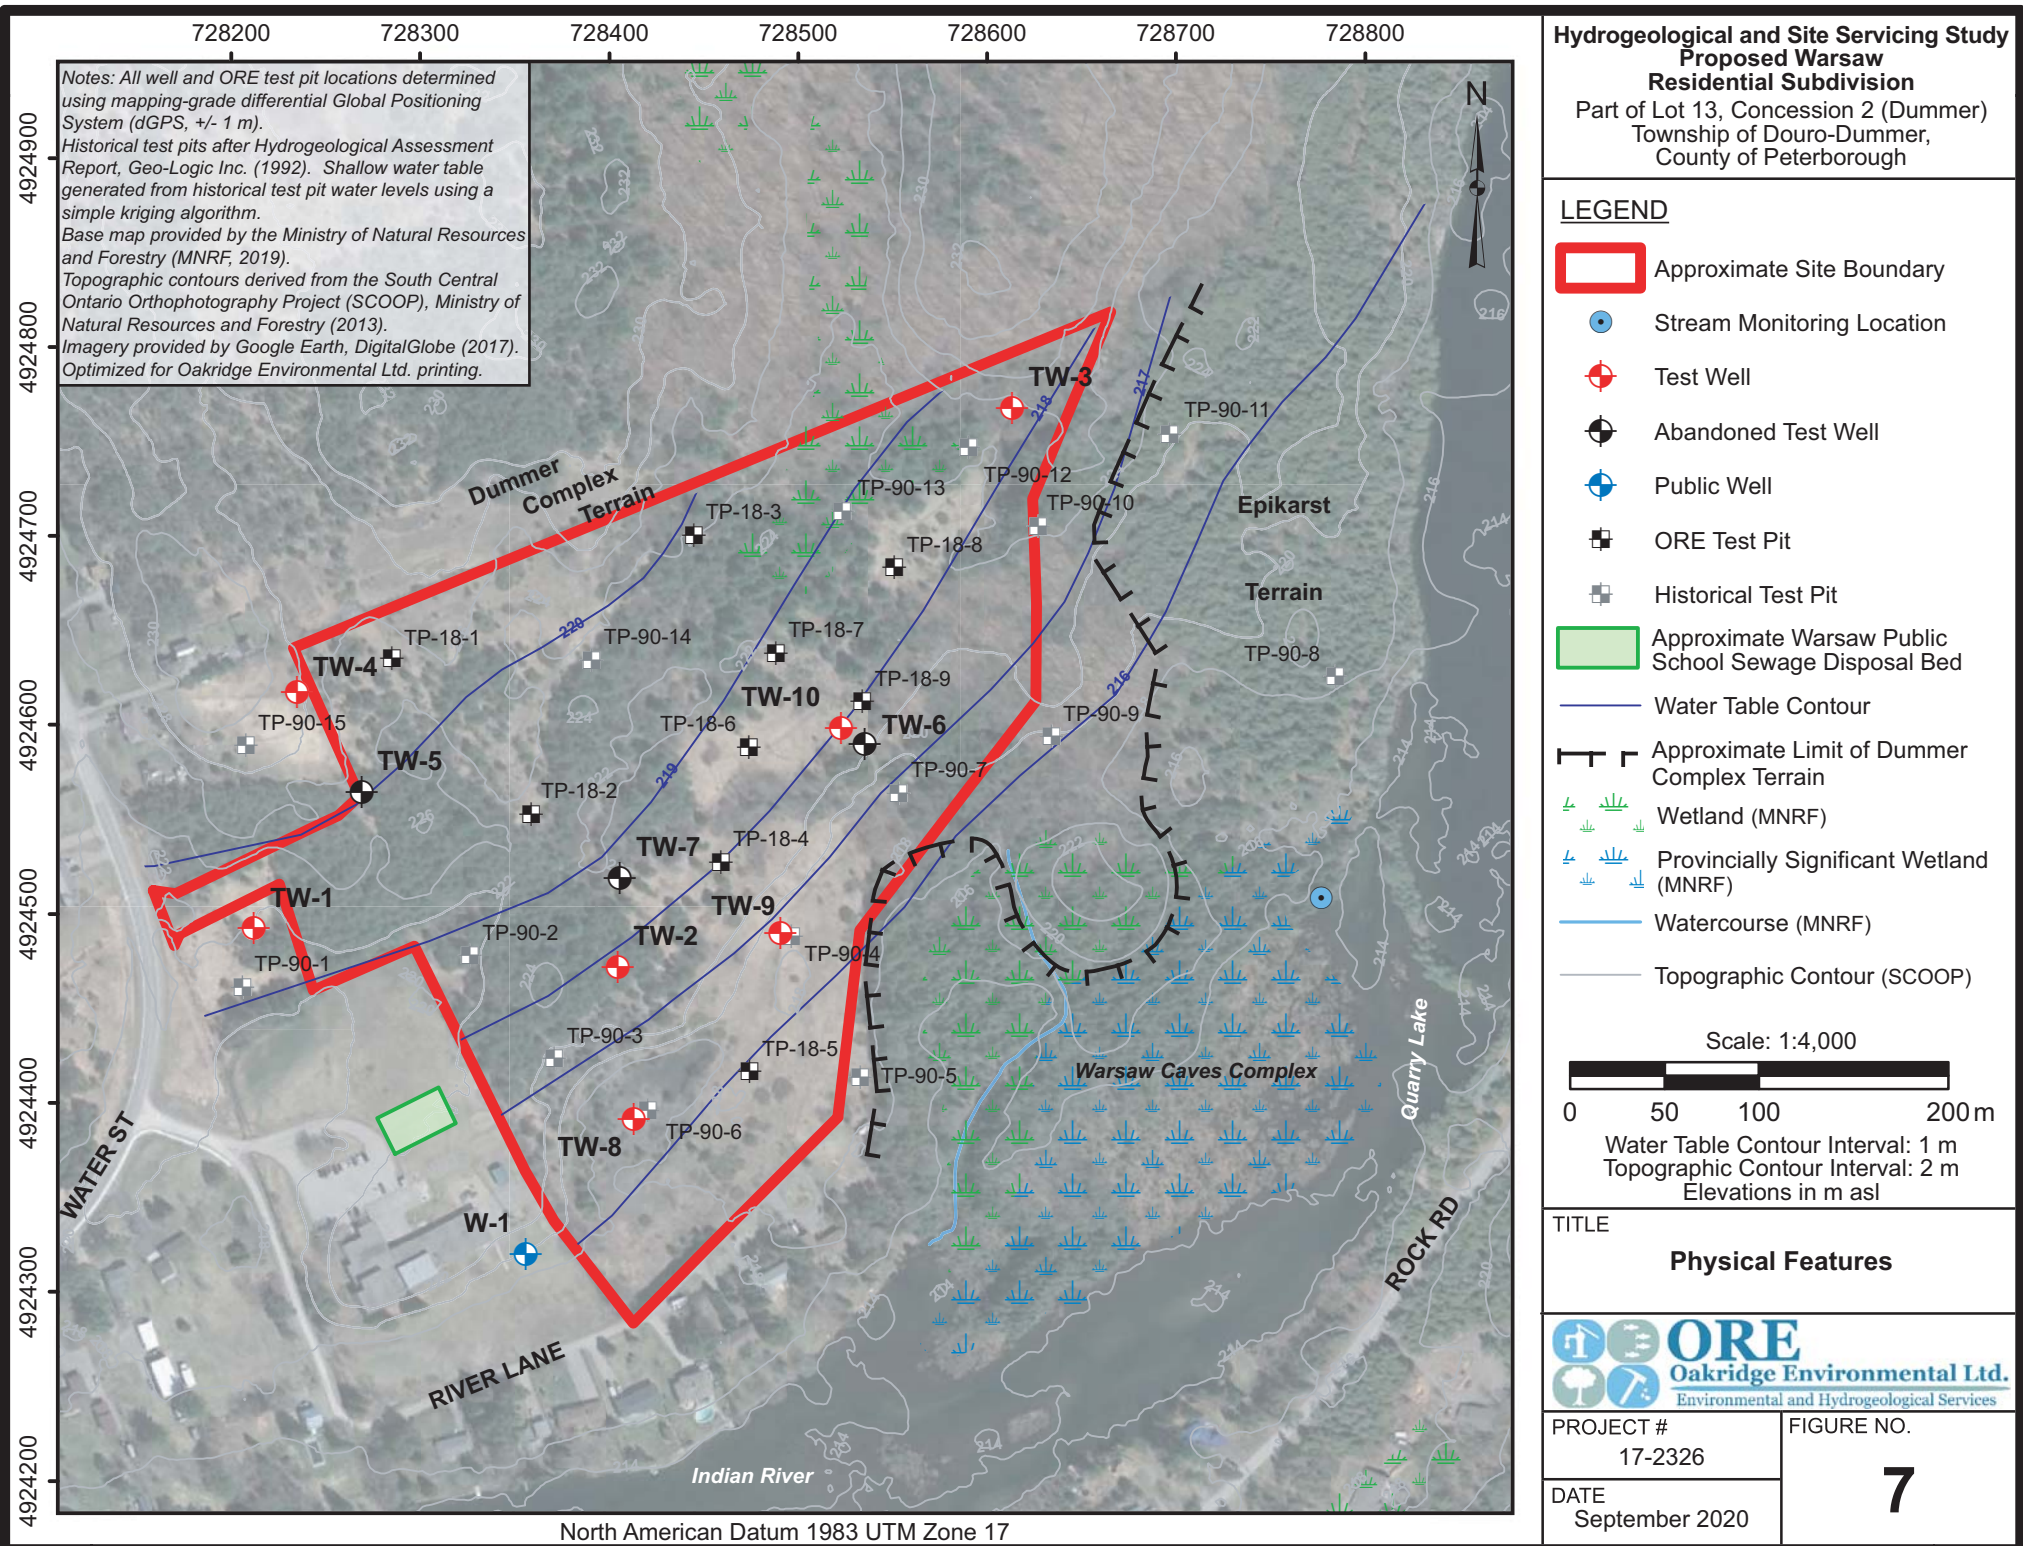 728200 728300 728400 728500 728600 728700 728800
4924900
4924800
4924700
4924600
4924500
4924400
4924300
4924200
Notes: All well and ORE test pit locations determined
using mapping-grade differential Global Positioning
System (dGPS, +/- 1 m).
Historical test pits after Hydrogeological Assessment
Report, Geo-Logic Inc. (1992). Shallow water table
generated from historical test pit water levels using a
simple kriging algorithm.
Base map provided by the Ministry of Natural Resources
and Forestry (MNRF, 2019).
Topographic contours derived from the South Central
Ontario Orthophotography Project (SCOOP), Ministry of
Natural Resources and Forestry (2013).
Imagery provided by Google Earth, DigitalGlobe (2017).
Optimized for Oakridge Environmental Ltd. printing.
N
TW-3
218
217
TP-90-11
TP-90-12
TP-90-13
TP-90-10
Dummer
Complex
Terrain
TP-18-3
TP-18-8
Epikarst
Terrain
220
TP-18-1
TP-90-14
TP-18-7
TP-90-8
TW-4
TW-10
TP-18-9
216
TP-90-15
TP-18-6
TW-6
TP-90-9
TW-5
219
TP-90-7
TP-18-2
TW-7
TP-18-4
TW-1
TW-9
TP-90-2
TW-2
TP-90-4
TP-90-1
TP-90-3
TP-18-5
TP-90-5
Warsaw Caves Complex
Quarry Lake
TW-8
TP-90-6
WATER ST
W-1
ROCK RD
RIVER LANE
Indian River
North American Datum 1983 UTM Zone 17
Hydrogeological and Site Servicing Study
Proposed Warsaw
Residential Subdivision
Part of Lot 13, Concession 2 (Dummer)
Township of Douro-Dummer,
County of Peterborough
LEGEND
Approximate Site Boundary
Stream Monitoring Location
Test Well
Abandoned Test Well
Public Well
ORE Test Pit
Historical Test Pit
Approximate Warsaw Public
School Sewage Disposal Bed
Water Table Contour
Approximate Limit of Dummer
Complex Terrain
Wetland (MNRF)
Provincially Significant Wetland
(MNRF)
Watercourse (MNRF)
Topographic Contour (SCOOP)
Scale: 1:4,000
0 50 100 200 m
Water Table Contour Interval: 1 m
Topographic Contour Interval: 2 m
Elevations in m asl
TITLE
Physical Features
ORE
Oakridge Environmental Ltd.
Environmental and Hydrogeological Services
PROJECT #
17-2326
FIGURE NO.
7
DATE
September 2020